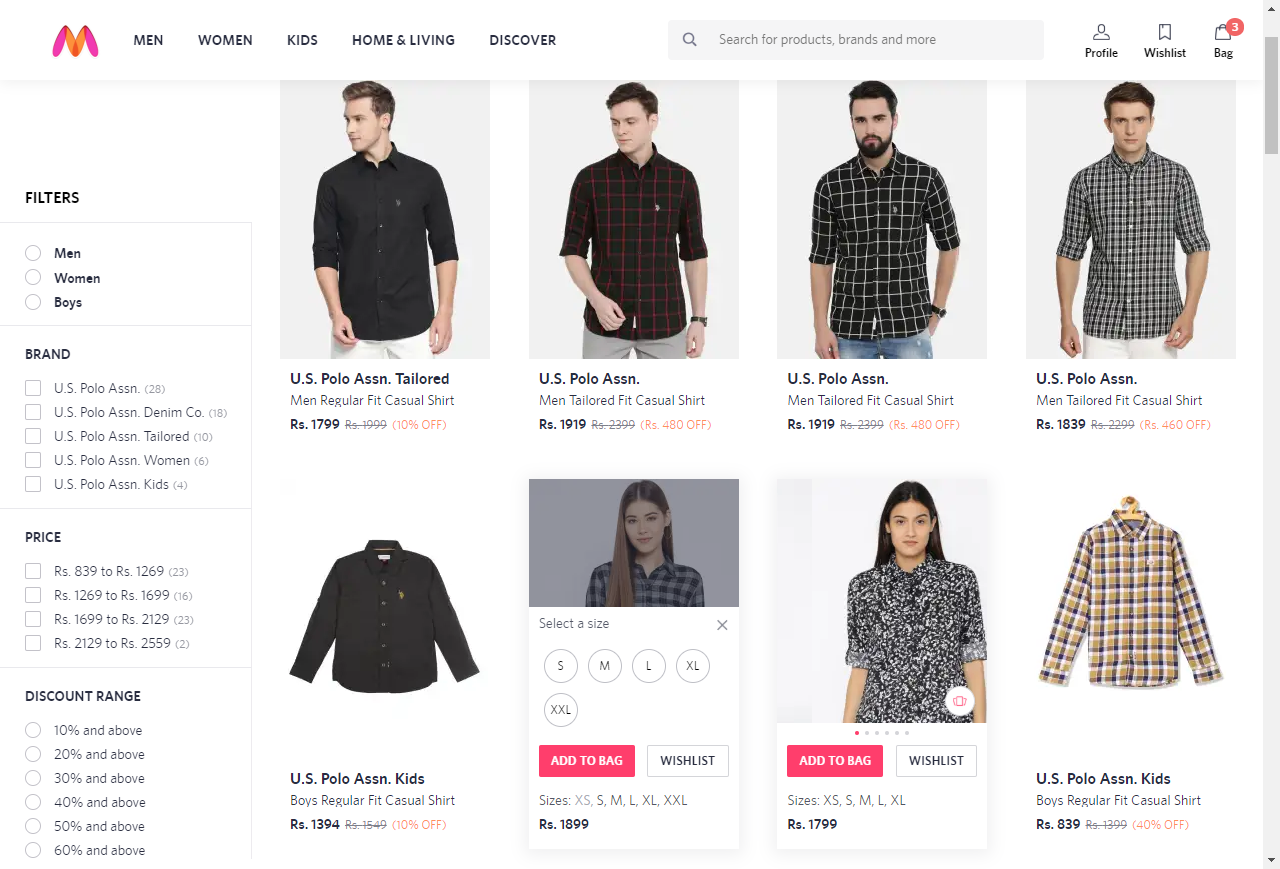 MEN WOMEN KIDS HOME & LIVING DISCOVER
Search for products, brands and more
Profile Wishlist Bag 3
FILTERS
Men
Women
Boys
BRAND
U.S. Polo Assn. (28)
U.S. Polo Assn. Denim Co. (18)
U.S. Polo Assn. Tailored (10)
U.S. Polo Assn. Women (6)
U.S. Polo Assn. Kids (4)
PRICE
Rs. 839 to Rs. 1269 (23)
Rs. 1269 to Rs. 1699 (16)
Rs. 1699 to Rs. 2129 (23)
Rs. 2129 to Rs. 2559 (2)
DISCOUNT RANGE
10% and above
20% and above
30% and above
40% and above
50% and above
60% and above
U.S. Polo Assn. Tailored
Men Regular Fit Casual Shirt
Rs. 1799 Rs. 1999 (10% OFF)
U.S. Polo Assn.
Men Tailored Fit Casual Shirt
Rs. 1919 Rs. 2399 (Rs. 480 OFF)
U.S. Polo Assn.
Men Tailored Fit Casual Shirt
Rs. 1919 Rs. 2399 (Rs. 480 OFF)
U.S. Polo Assn.
Men Tailored Fit Casual Shirt
Rs. 1839 Rs. 2299 (Rs. 460 OFF)
U.S. Polo Assn. Kids
Boys Regular Fit Casual Shirt
Rs. 1394 Rs. 1549 (10% OFF)
Select a size
S M L XL
XXL
ADD TO BAG WISHLIST
Sizes: XS, S, M, L, XL, XXL
Rs. 1899
ADD TO BAG WISHLIST
Sizes: XS, S, M, L, XL
Rs. 1799
U.S. Polo Assn. Kids
Boys Regular Fit Casual Shirt
Rs. 839 Rs. 1399 (40% OFF)